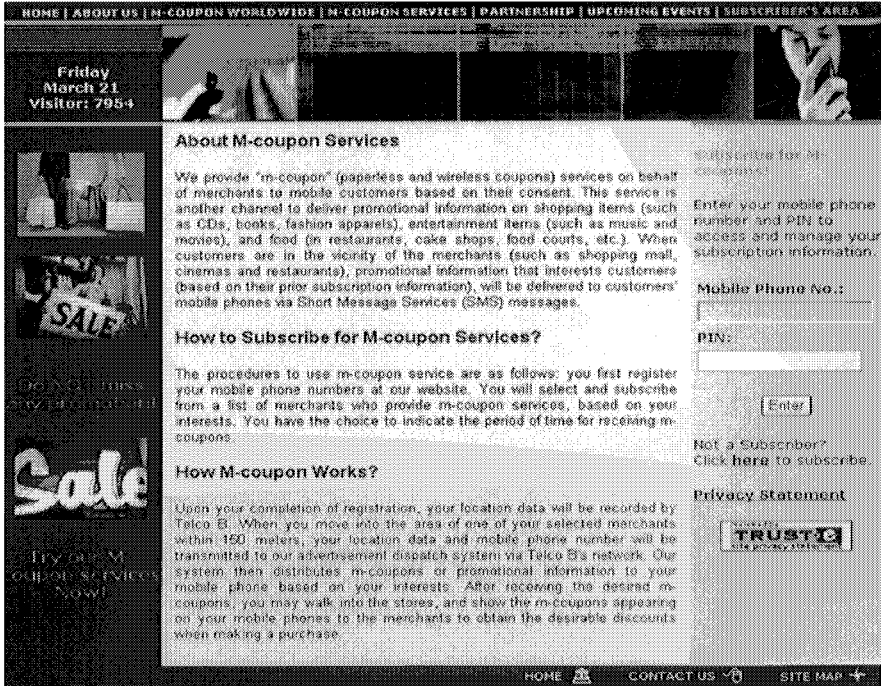 HOME | ABOUT US | M-COUPON WORLDWIDE | M-COUPON SERVICES | PARTNERSHIP | UPCOMING EVENTS | SUBSCRIBER'S AREA
Friday
March 21
Visitor: 7954
SALE
Sale
Try our M-
coupon services
Now!
About M-coupon Services
We provide "m-coupon" (paperless and wireless coupons) services on behalf
of merchants to mobile customers based on their consent. This service is
another channel to deliver promotional information on shopping items (such
as CDs, books, fashion apparels), entertainment items (such as music and
movies), and food (in restaurants, cake shops, food courts, etc.). When
customers are in the vicinity of the merchants (such as shopping mall,
cinemas and restaurants), promotional information that interests customers
(based on their prior subscription information), will be delivered to customers'
mobile phones via Short Message Services (SMS) messages.
How to Subscribe for M-coupon Services?
The procedures to use m-coupon service are as follows: you first register
your mobile phone numbers at our website. You will select and subscribe
from a list of merchants who provide m-coupon services, based on your
interests. You have the choice to indicate the period of time for receiving m-
coupons.
How M-coupon Works?
Upon your completion of registration, your location data will be recorded by
Telco B. When you move into the area of one of your selected merchants
within 150 meters, your location data and mobile phone number will be
transmitted to our advertisement dispatch system via Telco B's network. Our
system then distributes m-coupons or promotional information to your
mobile phone based on your interests. After receiving the desired m-
coupons, you may walk into the stores, and show the m-coupons appearing
on your mobile phones to the merchants to obtain the desirable discounts
when making a purchase.
Subscribe for M-
coupons!
Enter your mobile phone
number and PIN to
access and manage your
subscription information.
Mobile Phone No.:
PIN:
Enter
Not a Subscriber?
Click here to subscribe.
Privacy Statement
TRUSTe
site privacy statement
HOME
CONTACT US
SITE MAP